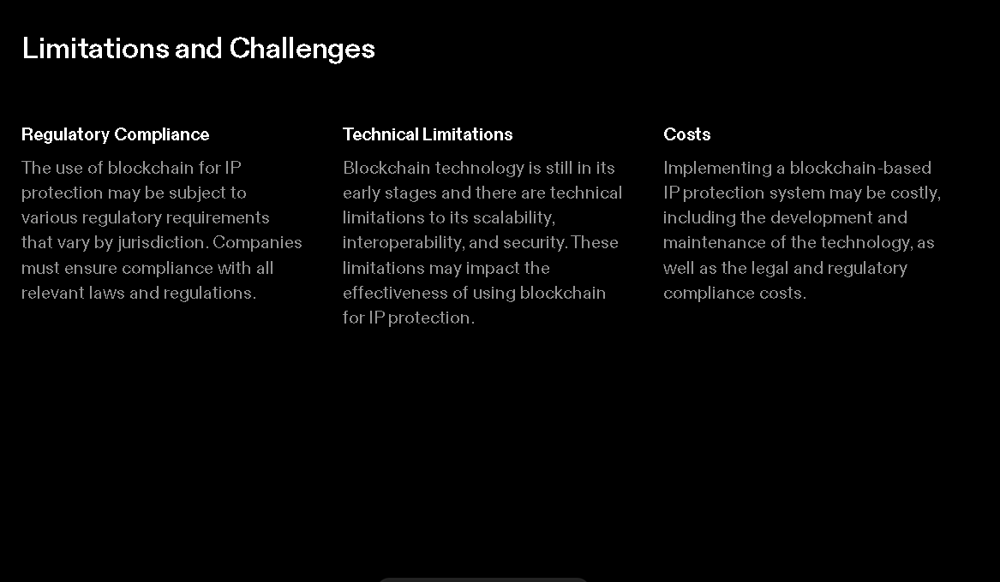 Limitations and Challenges
Regulatory Compliance
The use of blockchain for IP
protection may be subject to
various regulatory requirements
that vary by jurisdiction. Companies
must ensure compliance with all
relevant laws and regulations.
Technical Limitations
Blockchain technology is still in its
early stages and there are technical
limitations to its scalability,
interoperability, and security. These
limitations may impact the
effectiveness of using blockchain
for IP protection.
Costs
Implementing a blockchain-based
IP protection system may be costly,
including the development and
maintenance of the technology, as
well as the legal and regulatory
compliance costs.